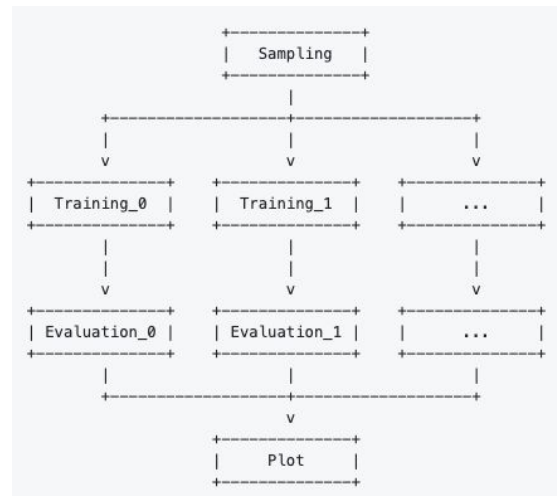 Sampling
Training_0 Training_1 ...
Evaluation_0 Evaluation_1 ...
Plot